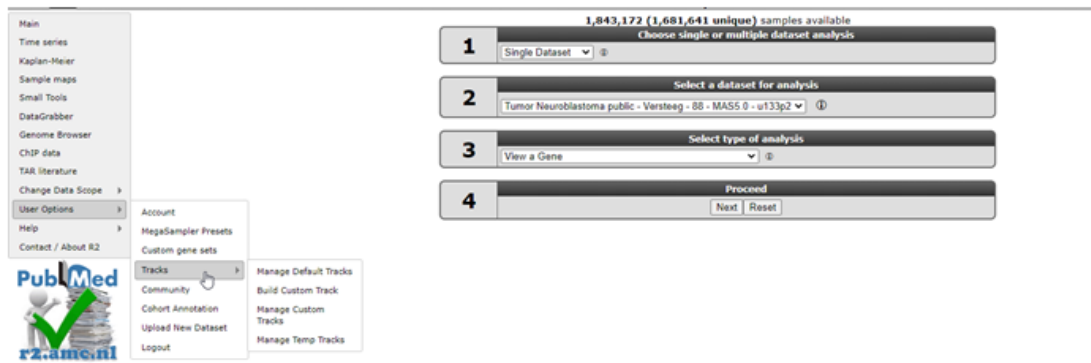 Main
Time series
Kaplan-Meier
Sample maps
Small Tools
DataGrabber
Genome Browser
ChIP data
TAR literature
Change Data Scope
User Options
Help
Contact / About R2
PubMed
r2.amc.nl
Account
MegaSampler Presets
Custom gene sets
Tracks
Community
Cohort Annotation
Upload New Dataset
Logout
Manage Default Tracks
Build Custom Track
Manage Custom
Tracks
Manage Temp Tracks
1,843,172 (1,681,641 unique) samples available
1
Choose single or multiple dataset analysis
Single Dataset
2
Select a dataset for analysis
Tumor Neuroblastoma public - Versteeg - 88 - MAS5.0 - u133p2
3
Select type of analysis
View a Gene
4
Proceed
Next Reset